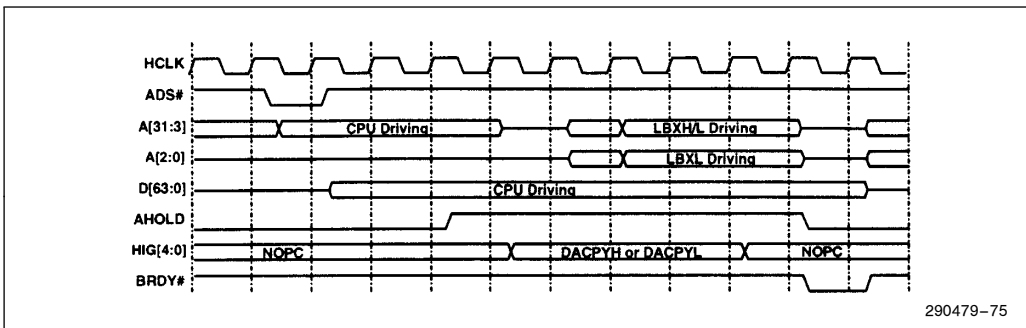 HCLK
ADS#
A[31:3] CPU Driving LBXH/L Driving
A[2:0] LBXL Driving
D[63:0] CPU Driving
AHOLD
HIG[4:0] NOPC DACPYH or DACPYL NOPC
BRDY#
290479–75